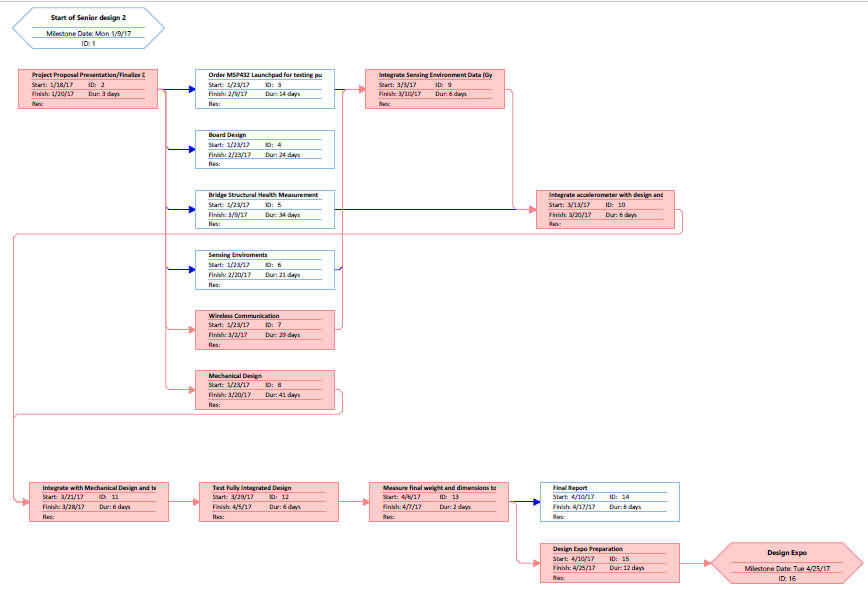 Start of Senior design 2
Milestone Date: Mon 1/9/17
ID: 1
Project Proposal Presentation/Finalize D
Start: 1/18/17 ID: 2
Finish: 1/20/17 Dur: 3 days
Res:
Order MSP432 Launchpad for testing pu
Start: 1/23/17 ID: 3
Finish: 2/9/17 Dur: 14 days
Res:
Integrate Sensing Environment Data (Gy
Start: 3/3/17 ID: 9
Finish: 3/10/17 Dur: 6 days
Res:
Board Design
Start: 1/23/17 ID: 4
Finish: 2/23/17 Dur: 24 days
Res:
Bridge Structural Health Measurement
Start: 1/23/17 ID: 5
Finish: 3/9/17 Dur: 34 days
Res:
Integrate accelerometer with design and
Start: 3/13/17 ID: 10
Finish: 3/20/17 Dur: 6 days
Res:
Sensing Enviroments
Start: 1/23/17 ID: 6
Finish: 2/20/17 Dur: 21 days
Res:
Wireless Communication
Start: 1/23/17 ID: 7
Finish: 3/2/17 Dur: 29 days
Res:
Mechanical Design
Start: 1/23/17 ID: 8
Finish: 3/20/17 Dur: 41 days
Res:
Integrate with Mechanical Design and te
Start: 3/21/17 ID: 11
Finish: 3/28/17 Dur: 6 days
Res:
Test Fully Integrated Design
Start: 3/29/17 ID: 12
Finish: 4/5/17 Dur: 6 days
Res:
Measure final weight and dimensions to
Start: 4/6/17 ID: 13
Finish: 4/7/17 Dur: 2 days
Res:
Final Report
Start: 4/10/17 ID: 14
Finish: 4/17/17 Dur: 6 days
Res:
Design Expo Preparation
Start: 4/10/17 ID: 15
Finish: 4/25/17 Dur: 12 days
Res:
Design Expo
Milestone Date: Tue 4/25/17
ID: 16